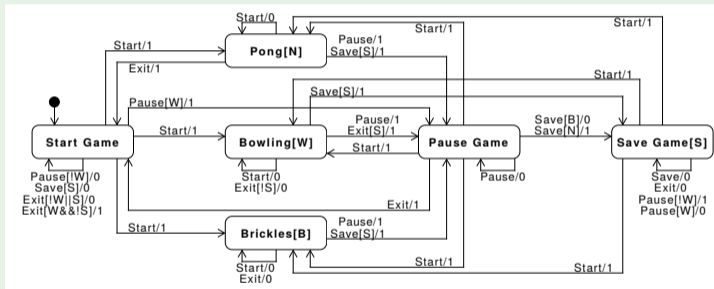 Start/0
Pong[N]
Start/1
Exit/1
Pause/1
Save[S]/1
Start/1
Start/1
Save[S]/1
Pause[W]/1
Start Game
Start/1
Bowling[W]
Pause/1
Exit[S]/1
Start/1
Pause Game
Save[B]/0
Save[N]/1
Save Game[S]
Pause[!W]/0
Save[S]/0
Exit[!W||S]/0
Exit[W&&!S]/1
Start/0
Exit[!S]/0
Pause/0
Save/0
Exit/0
Pause[!W]/1
Pause[W]/0
Exit/1
Start/1
Brickles[B]
Pause/1
Save[S]/1
Start/0
Exit/0
Start/1
Start/1